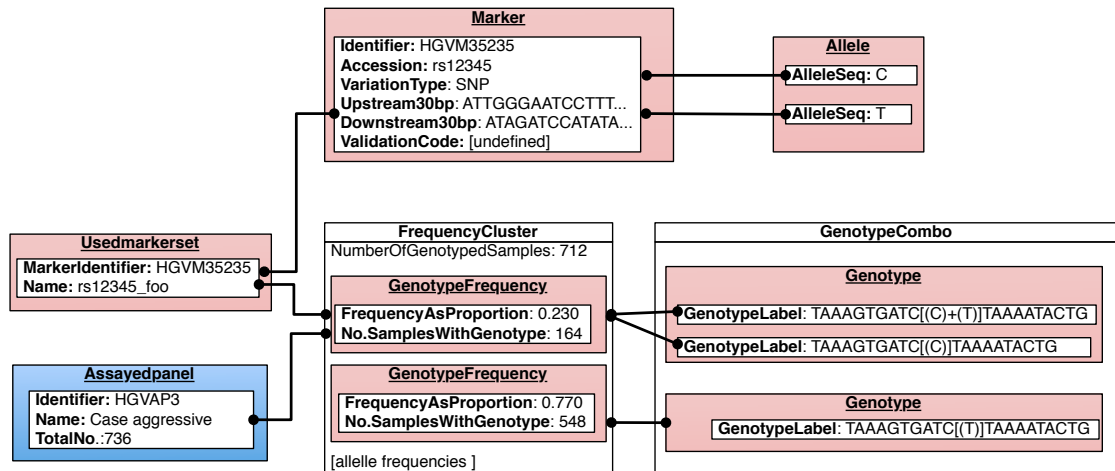 Marker
Identifier: HGVM35235
Accession: rs12345
VariationType: SNP
Upstream30bp: ATTGGGAATCCTTT...
Downstream30bp: ATAGATCCATATA...
ValidationCode: [undefined]
Allele
AlleleSeq: C
AlleleSeq: T
Usedmarkerset
MarkerIdentifier: HGVM35235
Name: rs12345_foo
Assayedpanel
Identifier: HGVAP3
Name: Case aggressive
TotalNo.:736
FrequencyCluster
NumberOfGenotypedSamples: 712
GenotypeFrequency
FrequencyAsProportion: 0.230
No.SamplesWithGenotype: 164
GenotypeFrequency
FrequencyAsProportion: 0.770
No.SamplesWithGenotype: 548
[allelle frequencies ]
GenotypeCombo
Genotype
GenotypeLabel: TAAAGTGATC[(C)+(T)]TAAAATACTG
GenotypeLabel: TAAAGTGATC[(C)]TAAAATACTG
Genotype
GenotypeLabel: TAAAGTGATC[(T)]TAAAATACTG